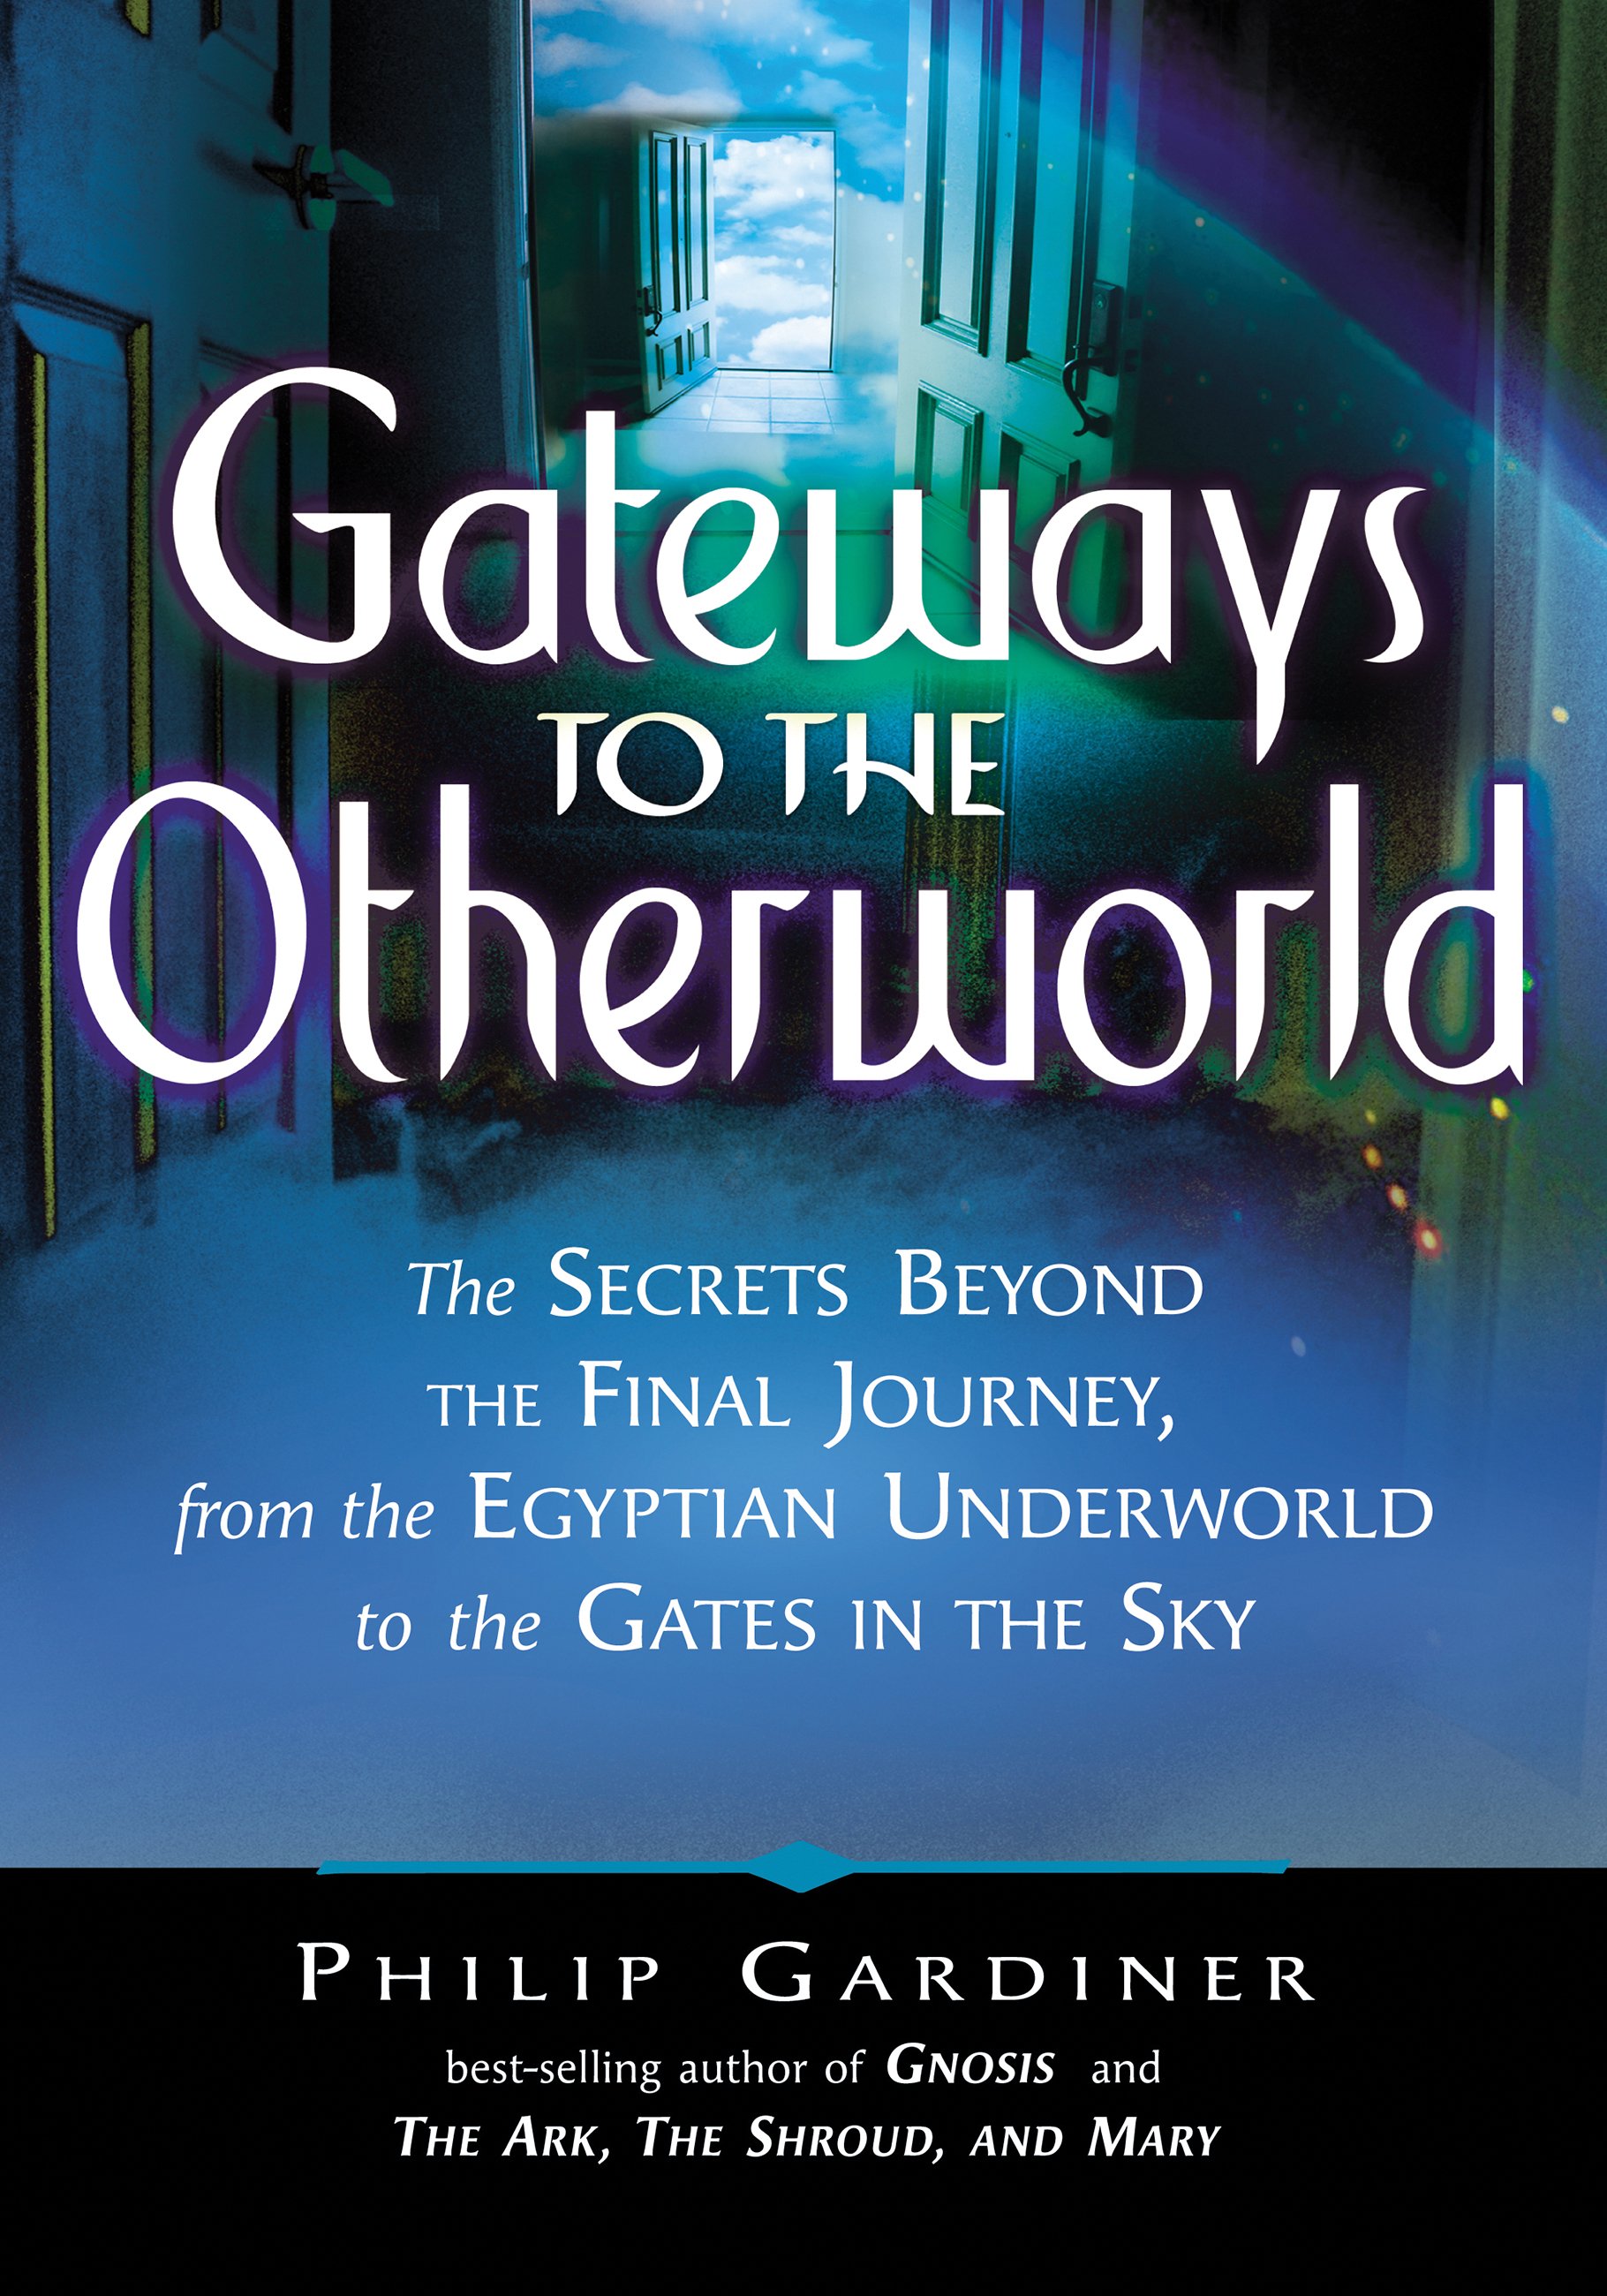 Gateways
TO THE
Otherworld
The SECRETS BEYOND
THE FINAL JOURNEY,
from the EGYPTIAN UNDERWORLD
to the GATES IN THE SKY
PHILIP GARDINER
best-selling author of GNOSIS and
THE ARK, THE SHROUD, AND MARY